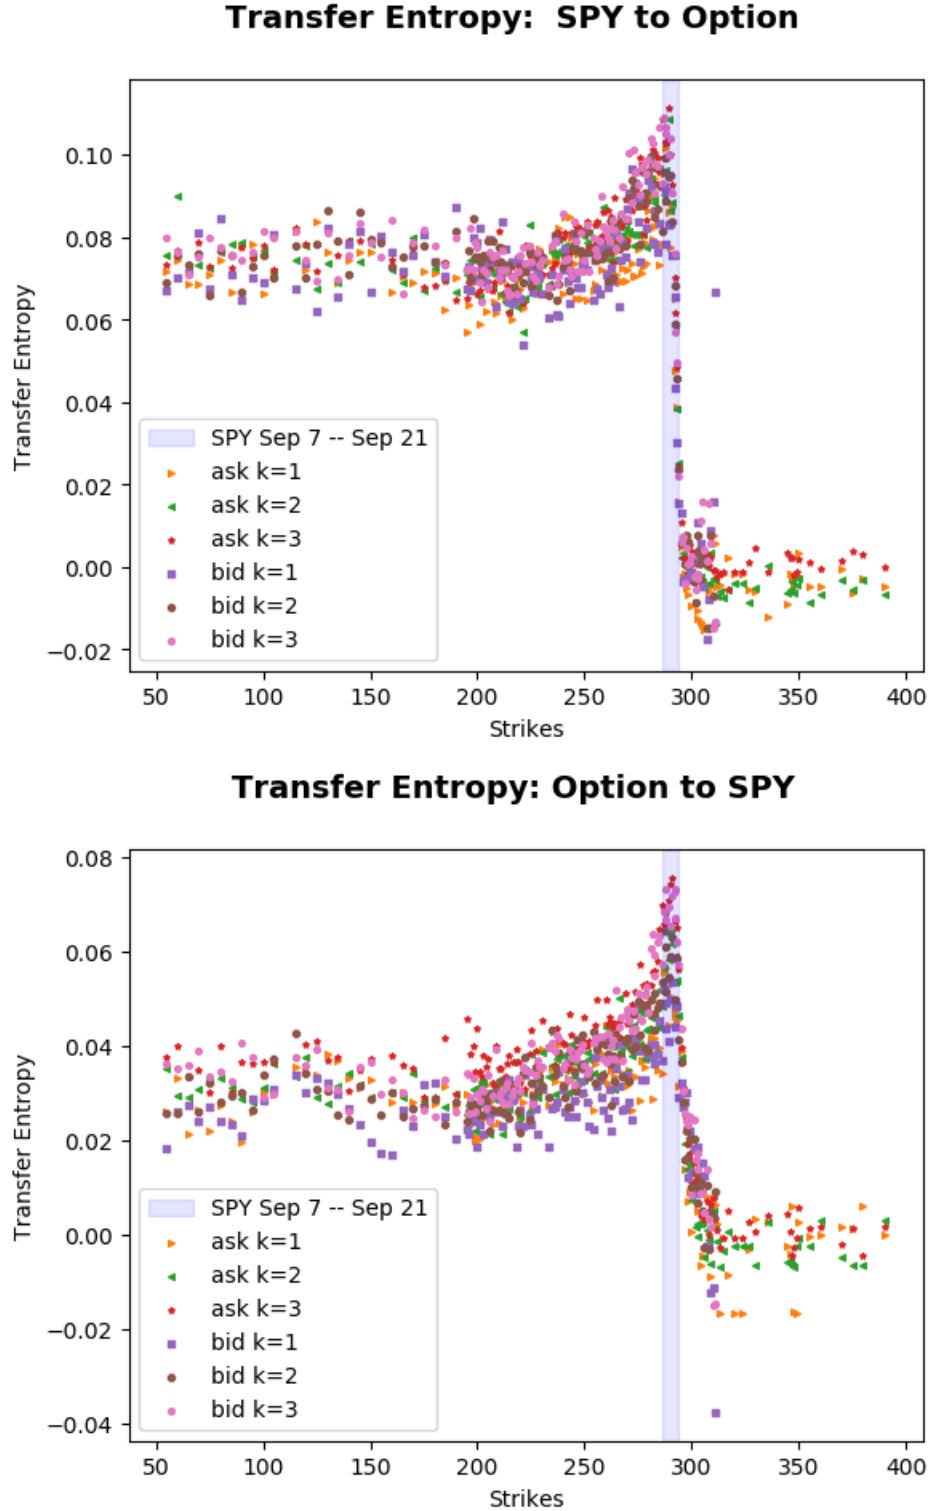 Transfer Entropy:  SPY to Option
0.10
0.08
0.06
0.04
0.02
0.00
−0.02
Transfer Entropy
SPY Sep 7 -- Sep 21
ask k=1
ask k=2
ask k=3
bid k=1
bid k=2
bid k=3
50 100 150 200 250 300 350 400
Strikes
Transfer Entropy: Option to SPY
0.08
0.06
0.04
0.02
0.00
−0.02
−0.04
Transfer Entropy
SPY Sep 7 -- Sep 21
ask k=1
ask k=2
ask k=3
bid k=1
bid k=2
bid k=3
50 100 150 200 250 300 350 400
Strikes